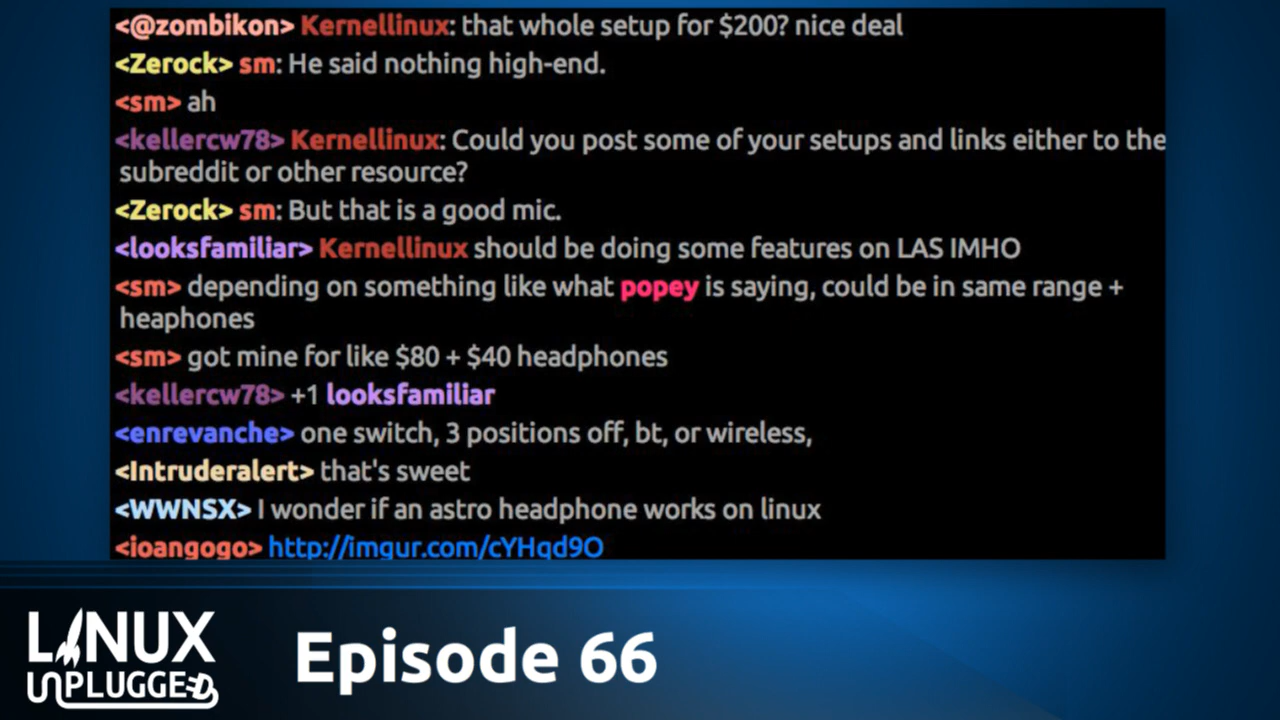 <@zombikon> Kernellinux: that whole setup for $200? nice deal
<Zerock> sm: He said nothing high-end.
<sm> ah
<kellercw78> Kernellinux: Could you post some of your setups and links either to the
subreddit or other resource?
<Zerock> sm: But that is a good mic.
<looksfamiliar> Kernellinux should be doing some features on LAS IMHO
<sm> depending on something like what popey is saying, could be in same range +
heaphones
<sm> got mine for like $80 + $40 headphones
<kellercw78> +1 looksfamiliar
<enrevanche> one switch, 3 positions off, bt, or wireless,
<Intruderalert> that's sweet
<WWNSX> I wonder if an astro headphone works on linux
<ioangogo> http://imgur.com/cYHqd9O
LINUX
UNPLUGGED
Episode 66